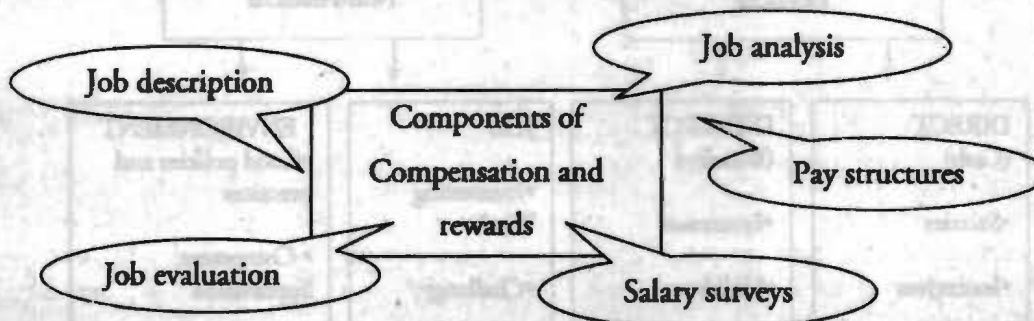 Job analysis
Job description
Components of
Compensation and
rewards
Pay structures
Job evaluation
Salary surveys